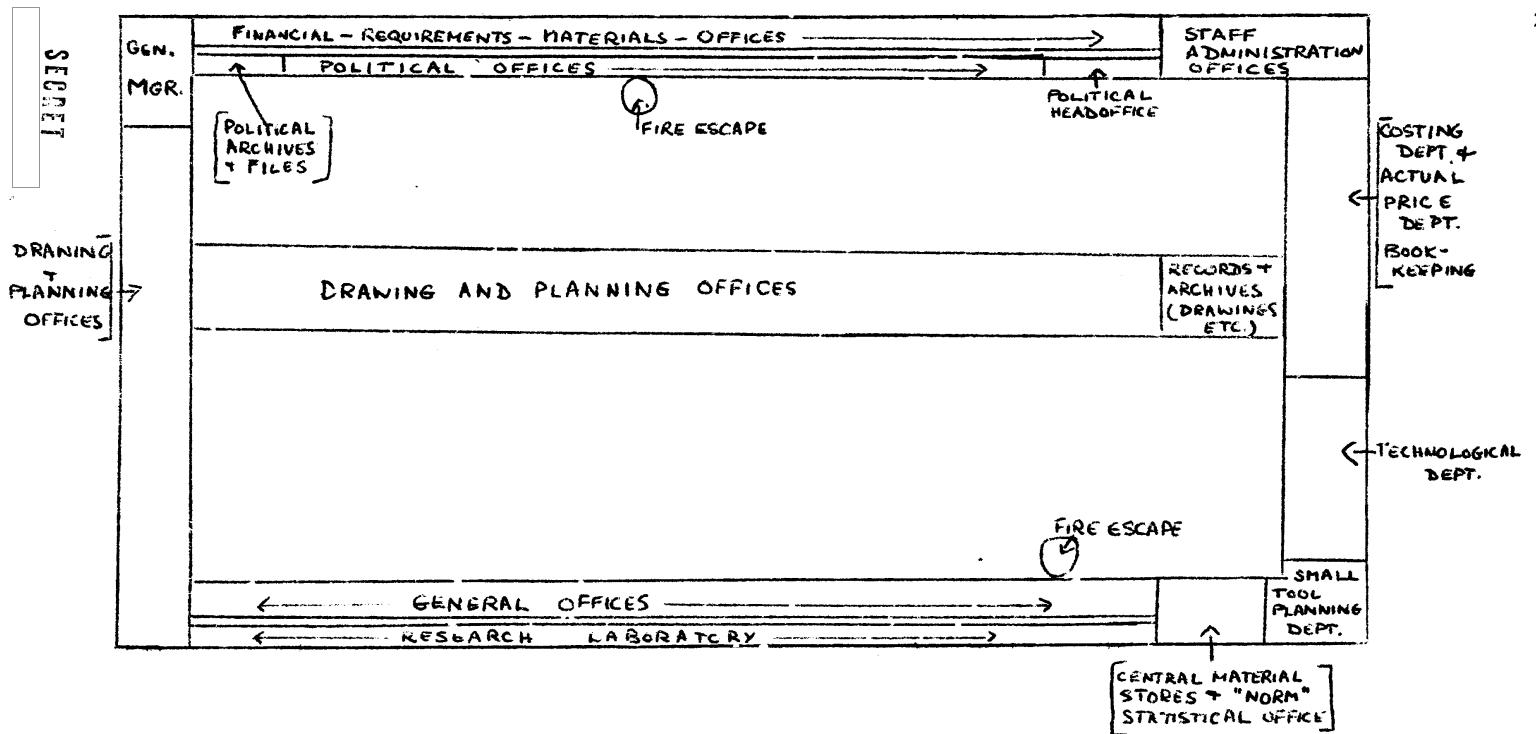 SECRET
GEN.
MGR.
FINANCIAL - REQUIREMENTS - MATERIALS - OFFICES
POLITICAL OFFICES
STAFF
ADMINISTRATION
OFFICES
POLITICAL
HEADOFFICE
[POLITICAL
ARCHIVES
+ FILES]
FIRE ESCAPE
[COSTING
DEPT. +
ACTUAL
PRICE
DEPT.
BOOK-
KEEPING
DRANING
+
PLANNING
OFFICES]
DRAWING AND PLANNING OFFICES
RECORDS +
ARCHIVES
(DRAWINGS
ETC.)
TECHNOLOGICAL
DEPT.
FIRE ESCAPE
GENERAL OFFICES
RESEARCH LABORATORY
SMALL
TOOL
PLANNING
DEPT.
[CENTRAL MATERIAL
STORES + "NORM"
STATISTICAL OFFICE]